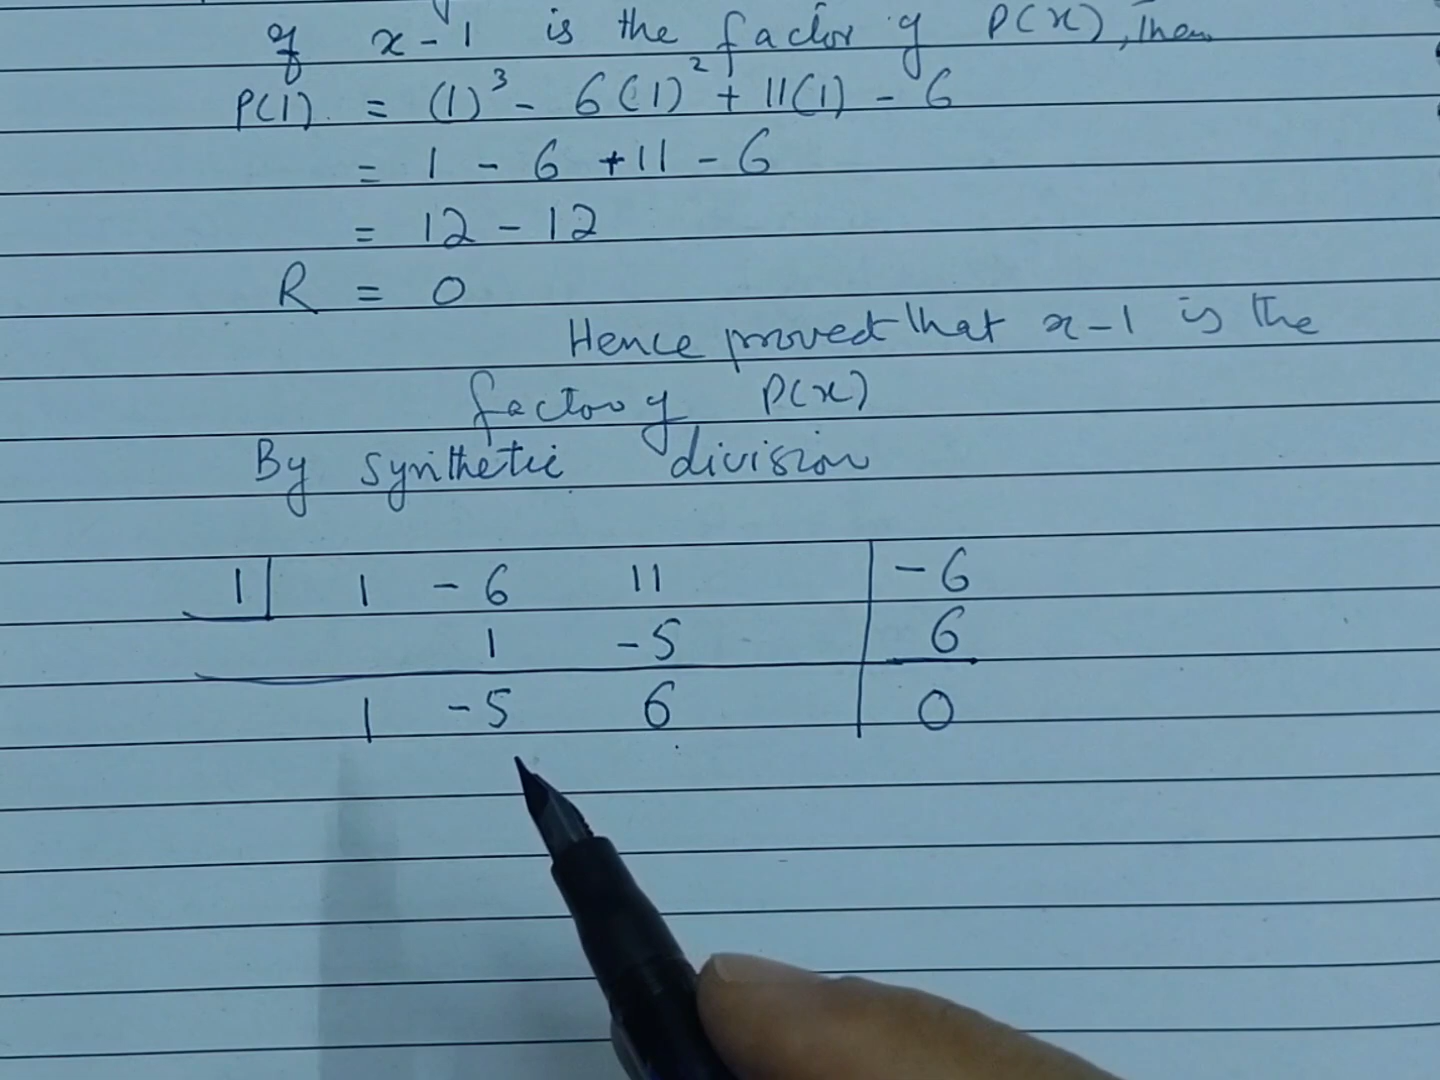 If x-1 is the factor of P(x), then
P(1) = (1)³ - 6(1)² + 11(1) - 6
= 1 - 6 + 11 - 6
= 12 - 12
R = 0
Hence proved that x-1 is the
factor of P(x)
By synthetic division
1 1 -6 11 -6
1 -5 6
1 -5 6 0